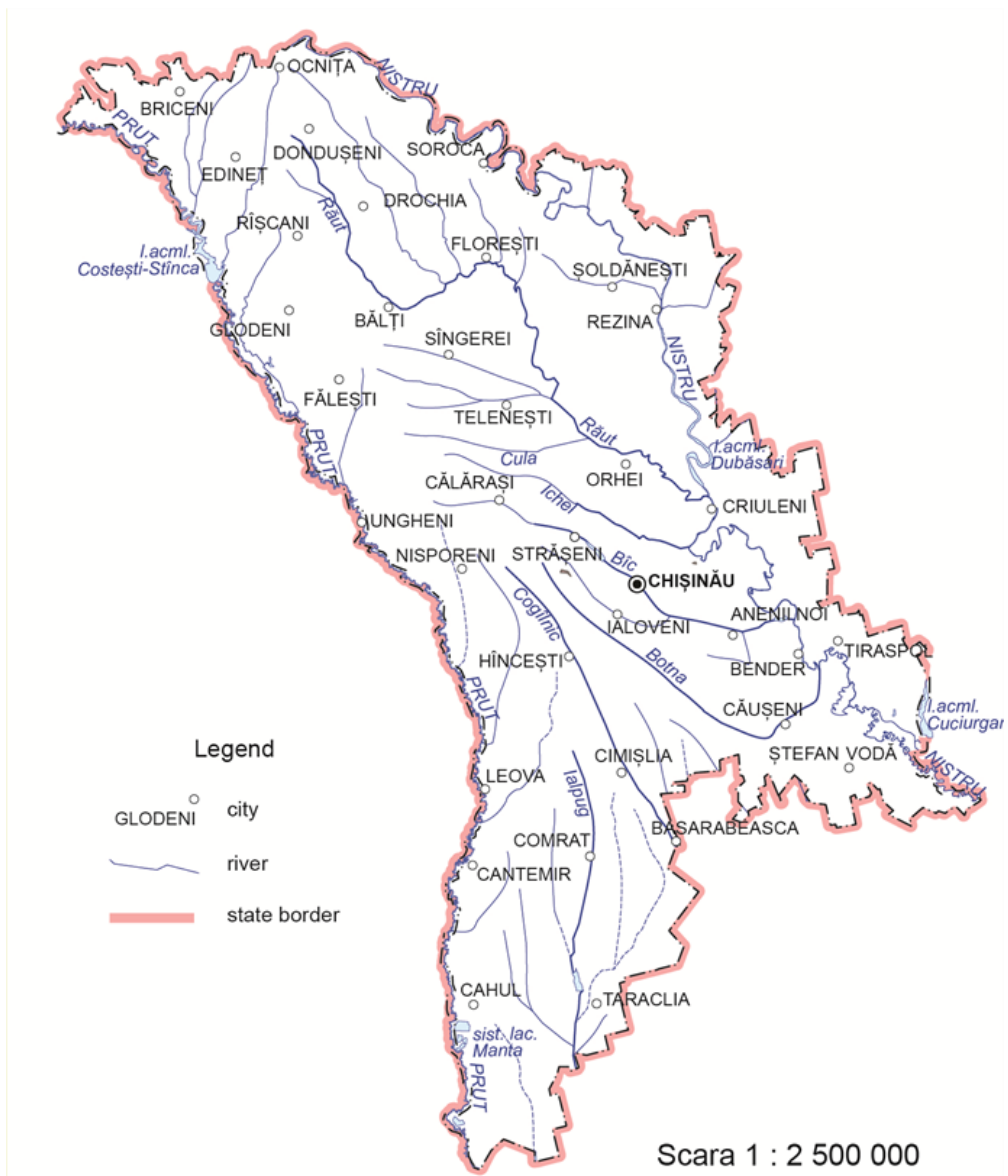 OCNIȚA
NISTRU
BRICENI
PRUT
DONDUȘENI
SOROCA
EDINEȚ
DROCHIA
Răut
RÎȘCANI
FLOREȘTI
l.acml.
Costești-Stînca
ȘOLDĂNEȘTI
GLODENI
BĂLȚI
REZINA
SÎNGEREI
NISTRU
FĂLEȘTI
TELENEȘTI
PRUT
Răut
l.acml.
Dubăsari
Cula
ORHEI
CĂLĂRAȘI
Ichel
CRIULENI
UNGHENI
STRĂȘENI
NISPORENI
Bîc
CHIȘINĂU
Cogîlnic
IALOVENI
ANENII NOI
HÎNCEȘTI
Botna
BENDER
TIRASPOL
PRUT
CĂUȘENI
l.acml.
Cuciurgan
Legend
CIMIȘLIA
ȘTEFAN VODĂ
NISTRU
LEOVA
Ialpug
GLODENI
city
BASARABEASCA
COMRAT
river
CANTEMIR
state border
CAHUL
TARACLIA
sist. lac.
Manta
PRUT
Scara 1 : 2 500 000